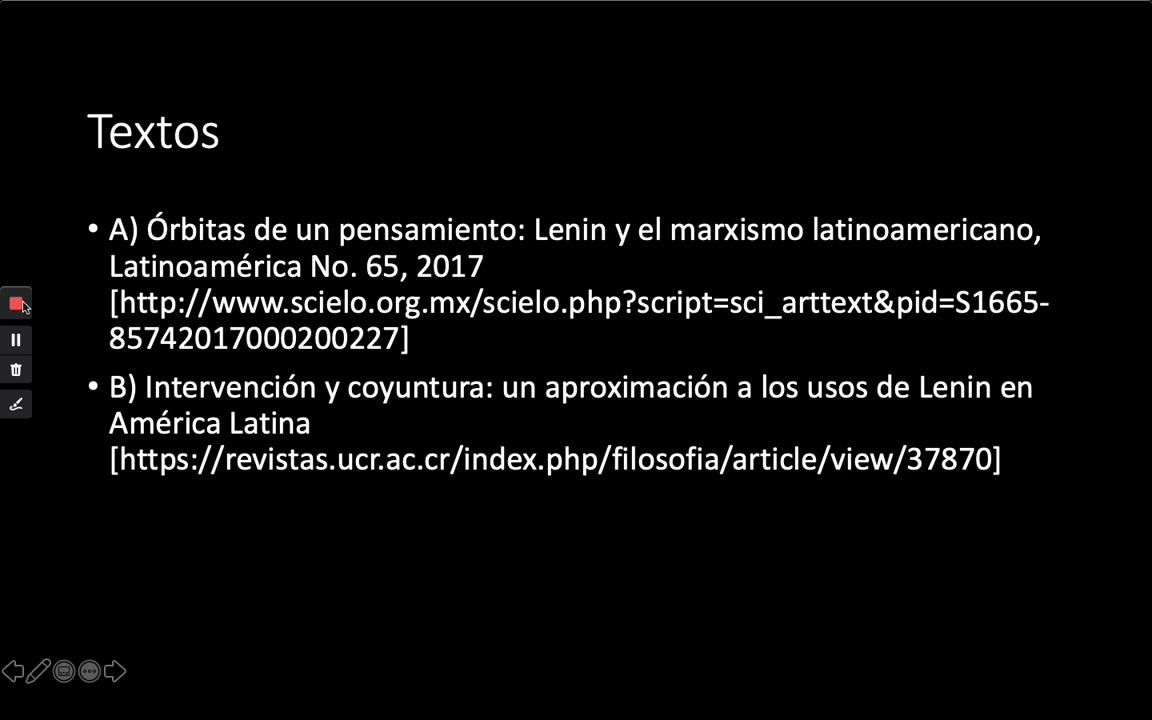 Textos
• A) Órbitas de un pensamiento: Lenin y el marxismo latinoamericano,
Latinoamérica No. 65, 2017
[http://www.scielo.org.mx/scielo.php?script=sci_arttext&pid=S1665-
85742017000200227]
• B) Intervención y coyuntura: un aproximación a los usos de Lenin en
América Latina
[https://revistas.ucr.ac.cr/index.php/filosofia/article/view/37870]